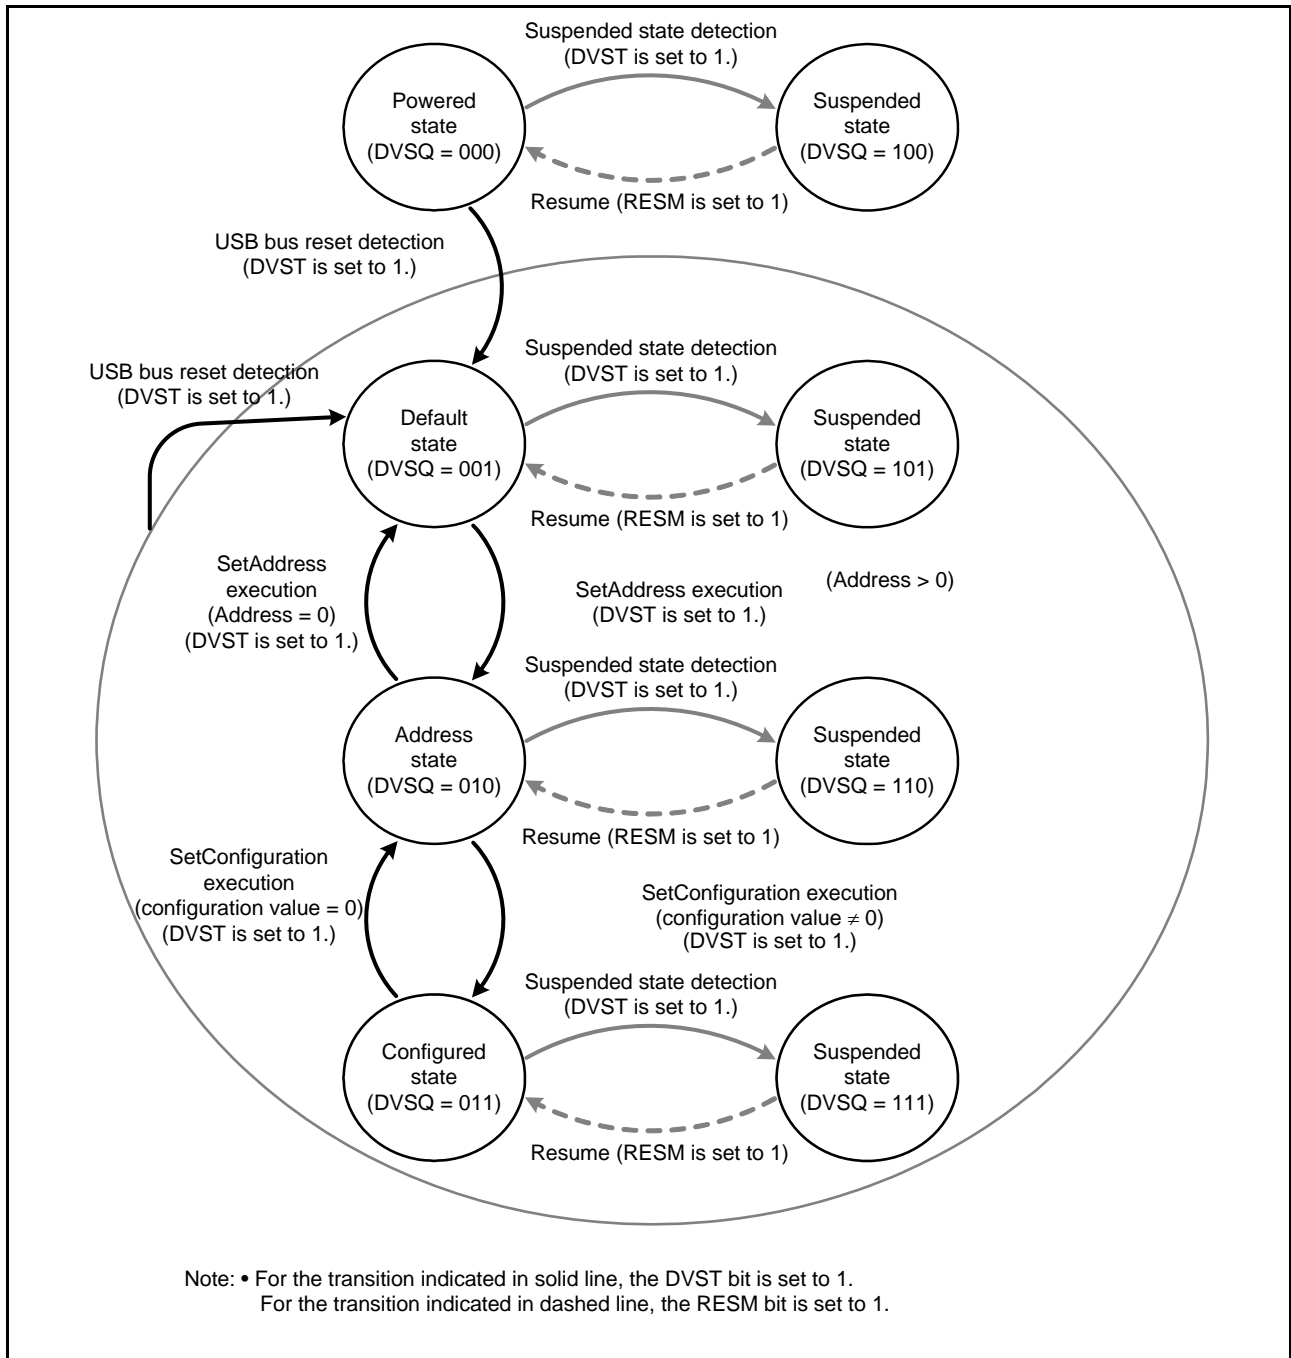 Suspended state detection
(DVST is set to 1.)
Powered
state
(DVSQ = 000)
Suspended
state
(DVSQ = 100)
Resume (RESM is set to 1)
USB bus reset detection
(DVST is set to 1.)
Suspended state detection
(DVST is set to 1.)
USB bus reset detection
(DVST is set to 1.)
Default
state
(DVSQ = 001)
Suspended
state
(DVSQ = 101)
Resume (RESM is set to 1)
SetAddress
execution
(Address = 0)
(DVST is set to 1.)
SetAddress execution
(DVST is set to 1.)
(Address > 0)
Suspended state detection
(DVST is set to 1.)
Address
state
(DVSQ = 010)
Suspended
state
(DVSQ = 110)
Resume (RESM is set to 1)
SetConfiguration
execution
(configuration value = 0)
(DVST is set to 1.)
SetConfiguration execution
(configuration value ≠ 0)
(DVST is set to 1.)
Suspended state detection
(DVST is set to 1.)
Configured
state
(DVSQ = 011)
Suspended
state
(DVSQ = 111)
Resume (RESM is set to 1)
Note: • For the transition indicated in solid line, the DVST bit is set to 1.
For the transition indicated in dashed line, the RESM bit is set to 1.